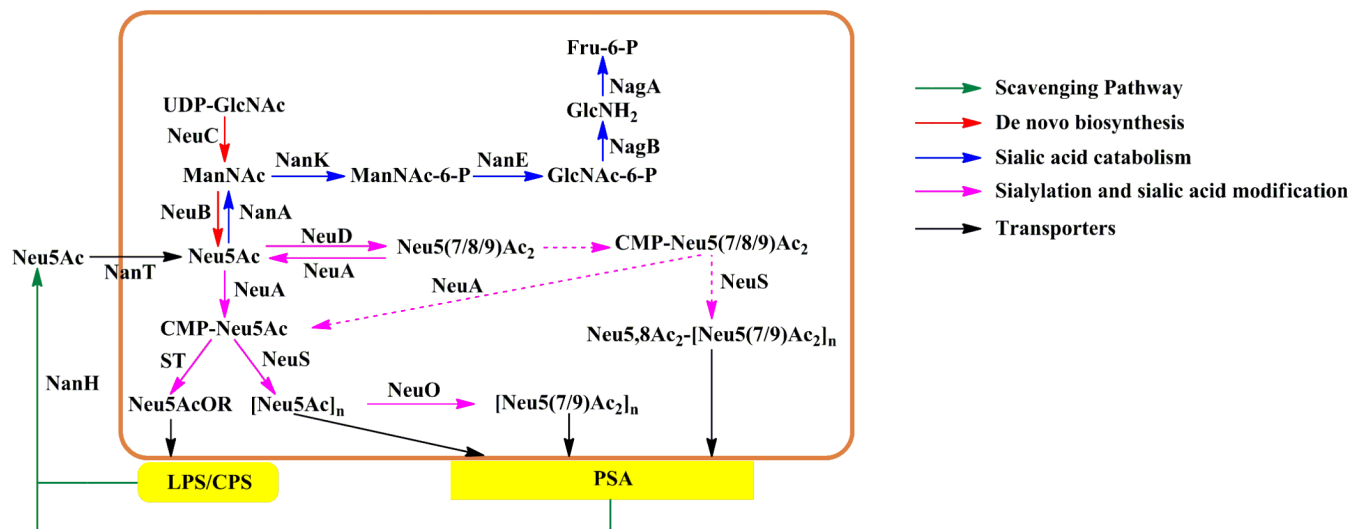 Fru-6-P
NagA
GlcNH2
NagB
UDP-GlcNAc
NeuC
ManNAc
NanK
ManNAc-6-P
NanE
GlcNAc-6-P
NeuB
NanA
Neu5Ac
NanT
Neu5Ac
NeuD
NeuA
Neu5(7/8/9)Ac2
CMP-Neu5(7/8/9)Ac2
NeuA
NeuA
NeuS
CMP-Neu5Ac
Neu5,8Ac2-[Neu5(7/9)Ac2]n
ST
NeuS
NanH
Neu5AcOR
[Neu5Ac]n
NeuO
[Neu5(7/9)Ac2]n
LPS/CPS
PSA
Scavenging Pathway
De novo biosynthesis
Sialic acid catabolism
Sialylation and sialic acid modification
Transporters